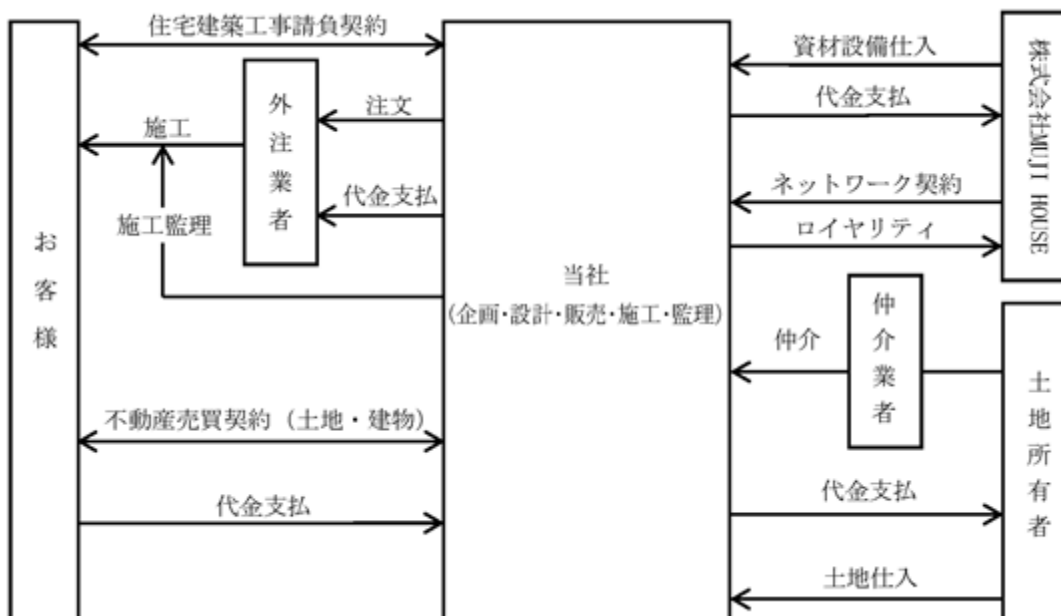 住宅建築工事請負契約
外注業者
注文
施工
代金支払
施工監理
お客様
不動産売買契約（土地・建物）
代金支払
当社
(企画・設計・販売・施工・監理)
資材設備仕入
代金支払
ネットワーク契約
ロイヤリティ
株式会社MUJI HOUSE
仲介
仲介業者
代金支払
土地仕入
土地所有者